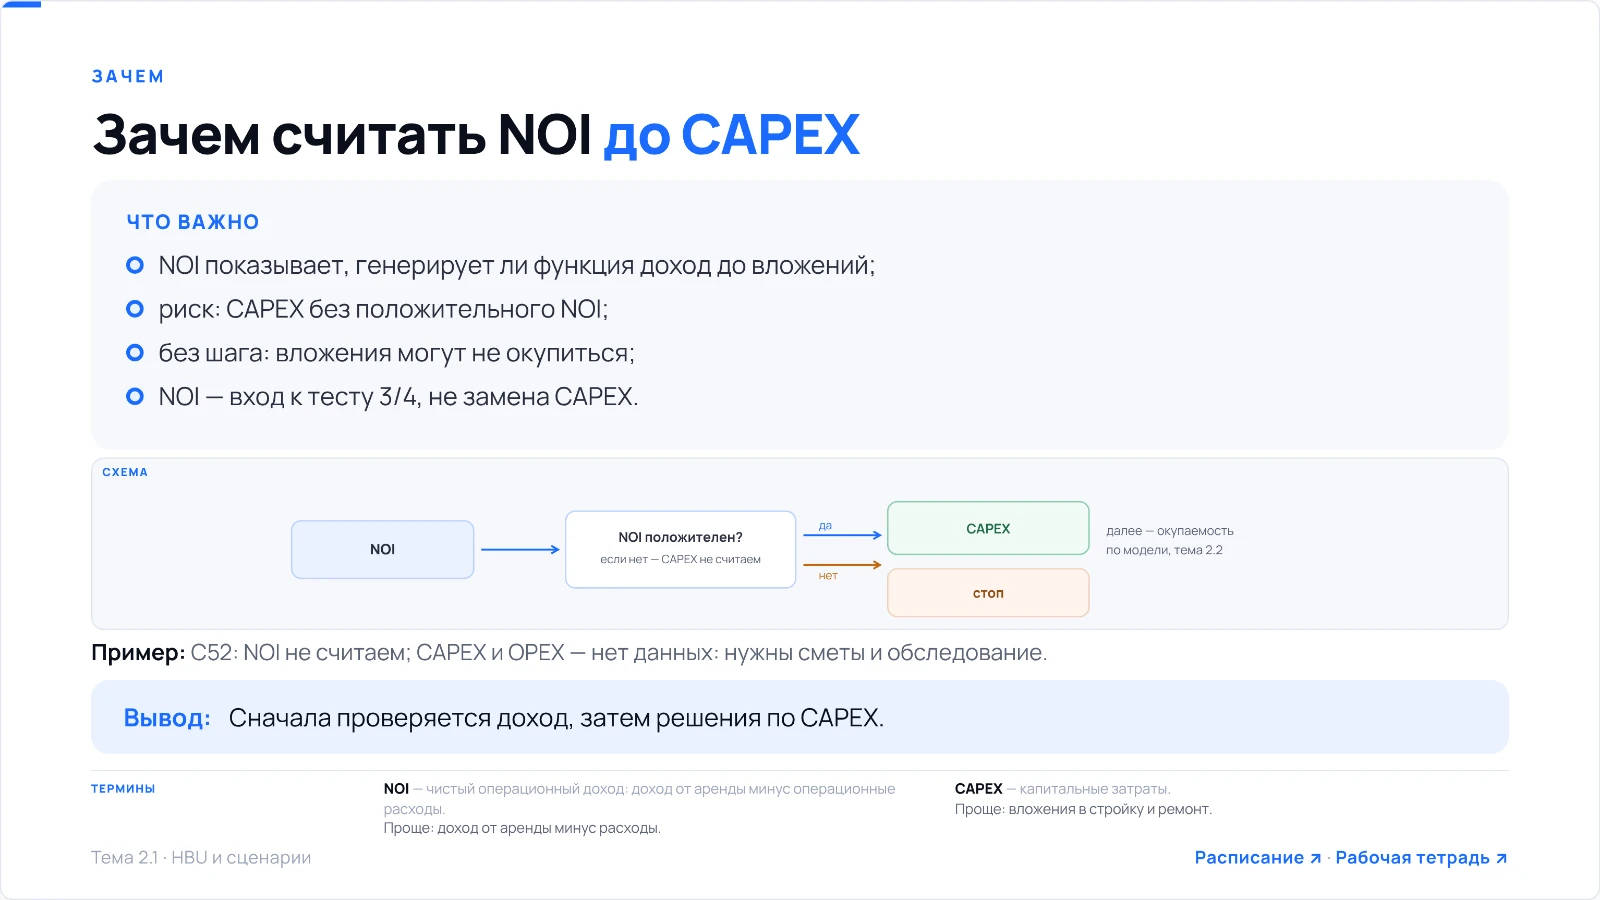 ЗАЧЕМ
Зачем считать NOI до CAPEX
ЧТО ВАЖНО
NOI показывает, генерирует ли функция доход до вложений;
риск: CAPEX без положительного NOI;
без шага: вложения могут не окупиться;
NOI — вход к тесту 3/4, не замена CAPEX.
СХЕМА
NOI
NOI положителен?
если нет — CAPEX не считаем
да
нет
CAPEX
стоп
далее — окупаемость
по модели, тема 2.2
Пример: C52: NOI не считаем; CAPEX и OPEX — нет данных: нужны сметы и обследование.
Вывод: Сначала проверяется доход, затем решения по CAPEX.
ТЕРМИНЫ
NOI — чистый операционный доход: доход от аренды минус операционные
расходы.
Проще: доход от аренды минус расходы.
CAPEX — капитальные затраты.
Проще: вложения в стройку и ремонт.
Тема 2.1 · HBU и сценарии
Расписание ↗ · Рабочая тетрадь ↗